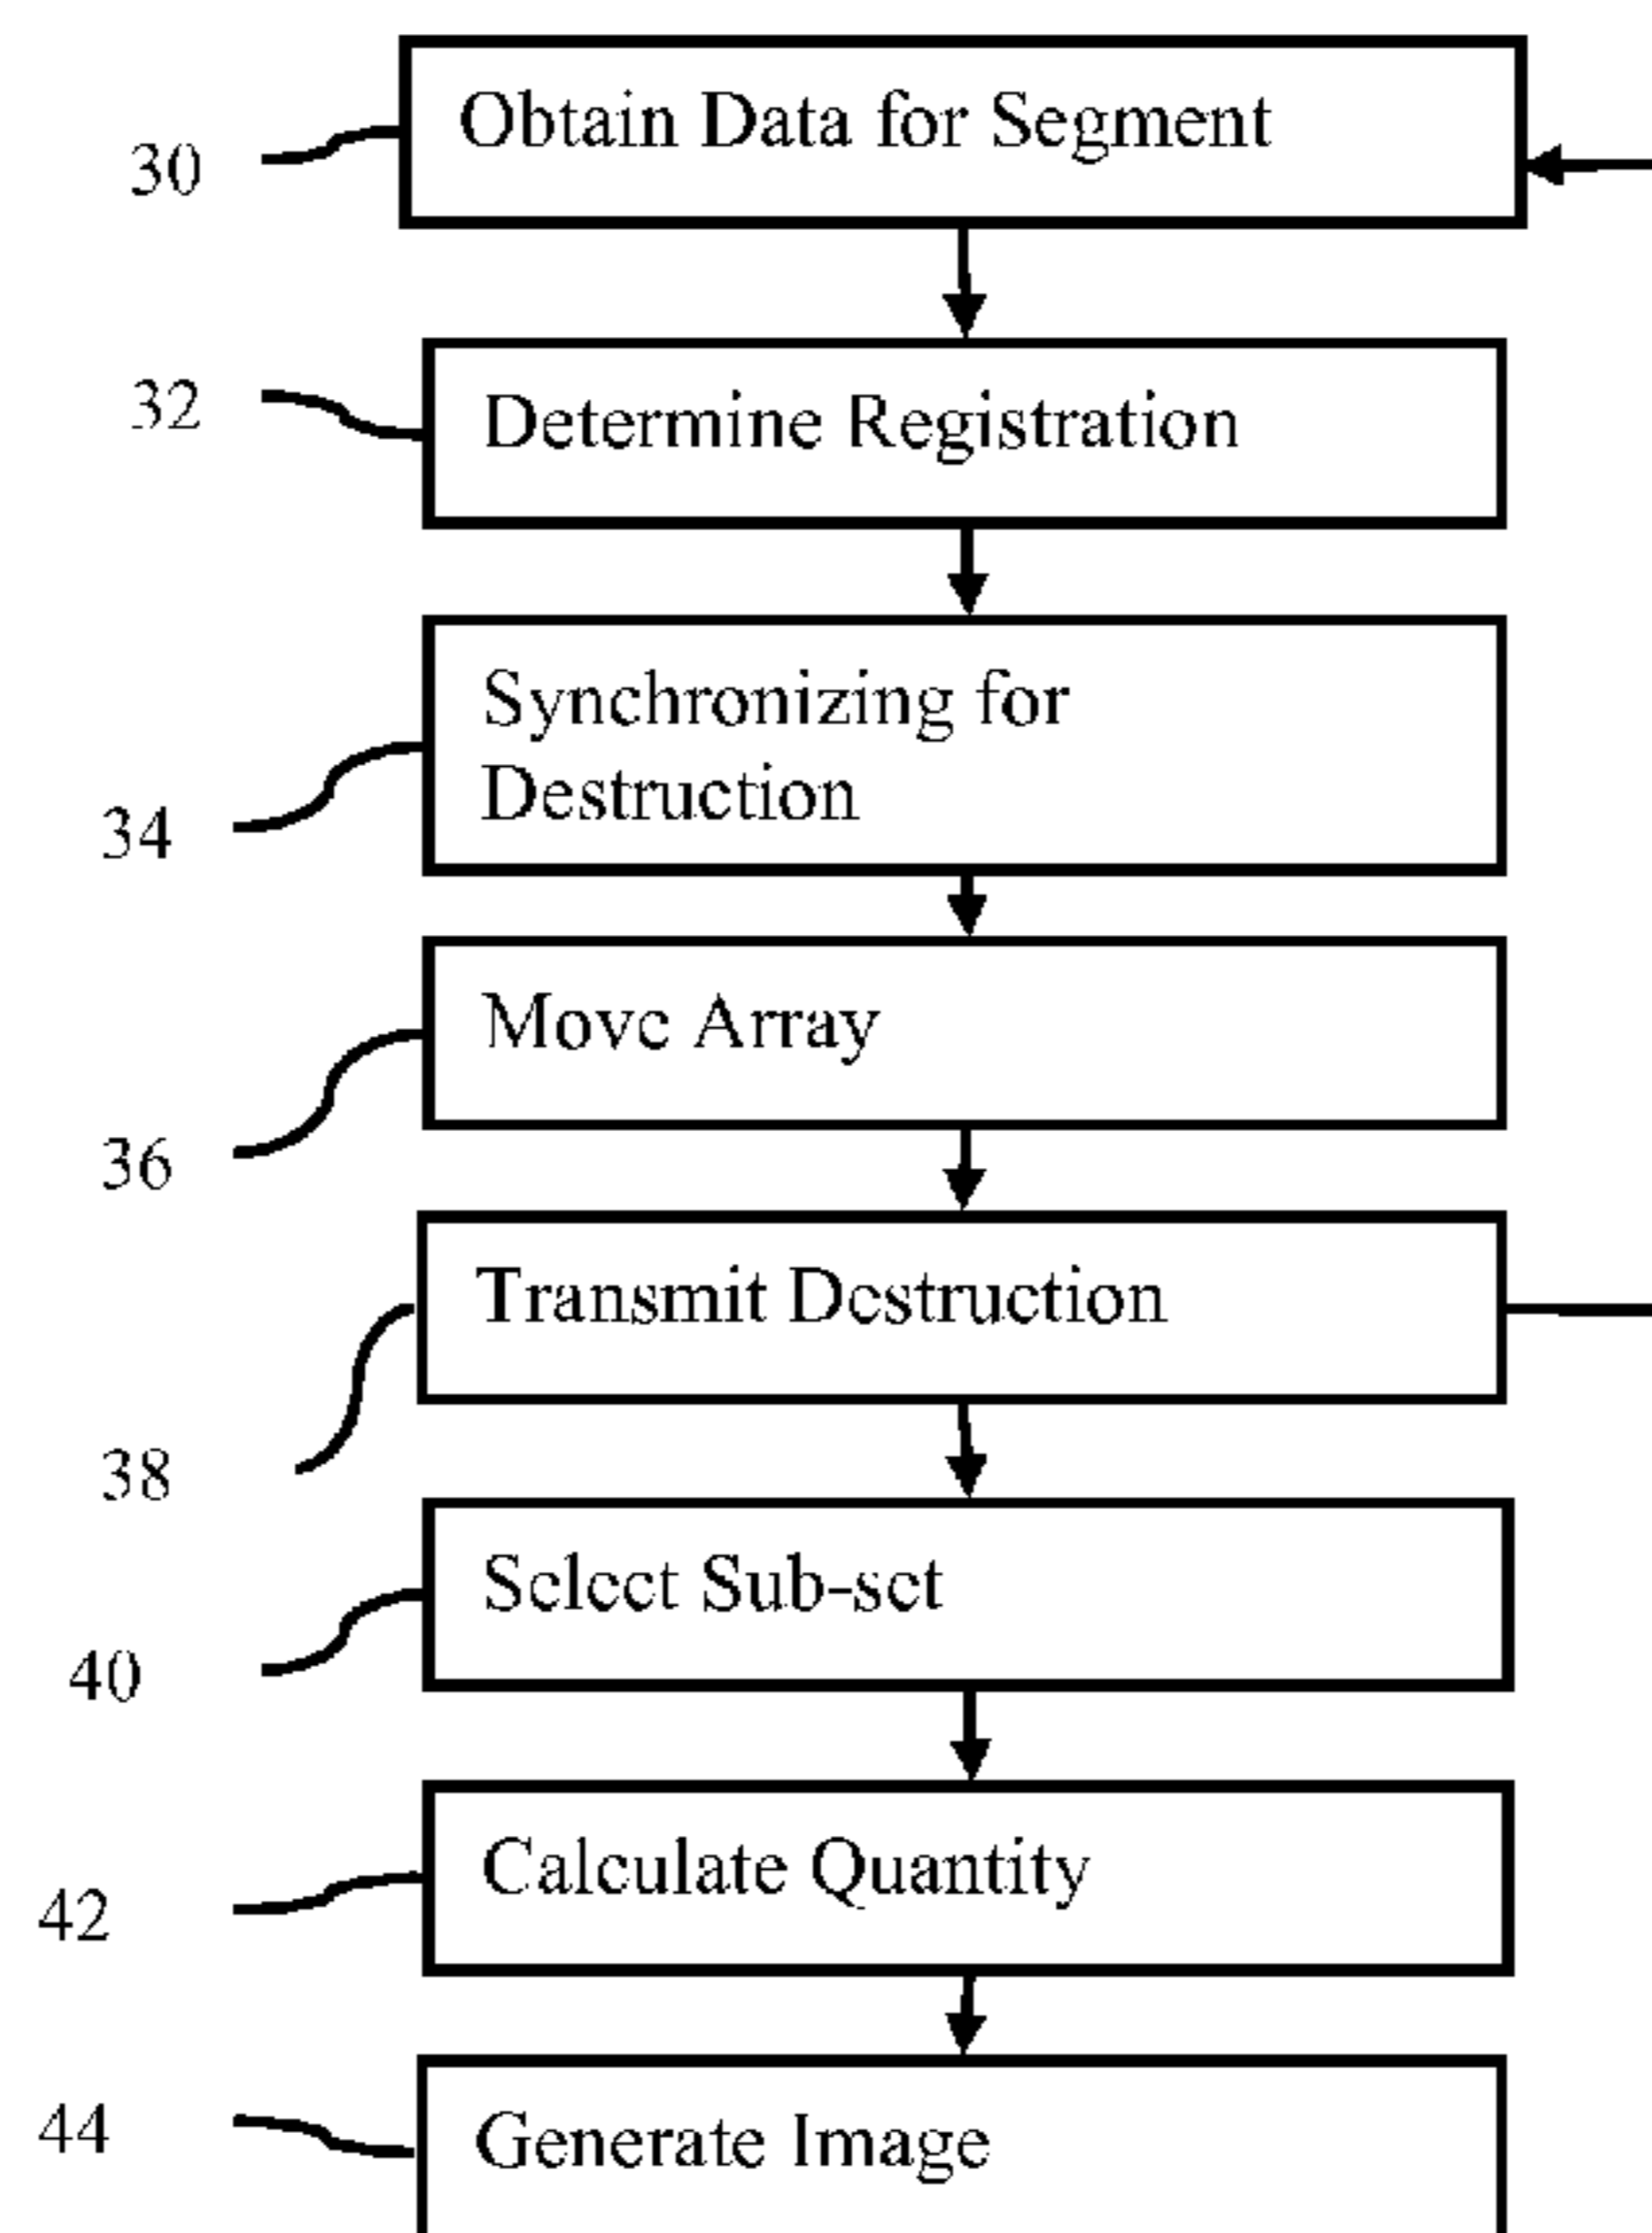 Obtain Data for Segment
30
32
Determine Registration
Synchronizing for
Destruction
34
Move Array
36
Transmit Destruction
38
Select Sub-set
40
Calculate Quantity
42
44
Generate Image